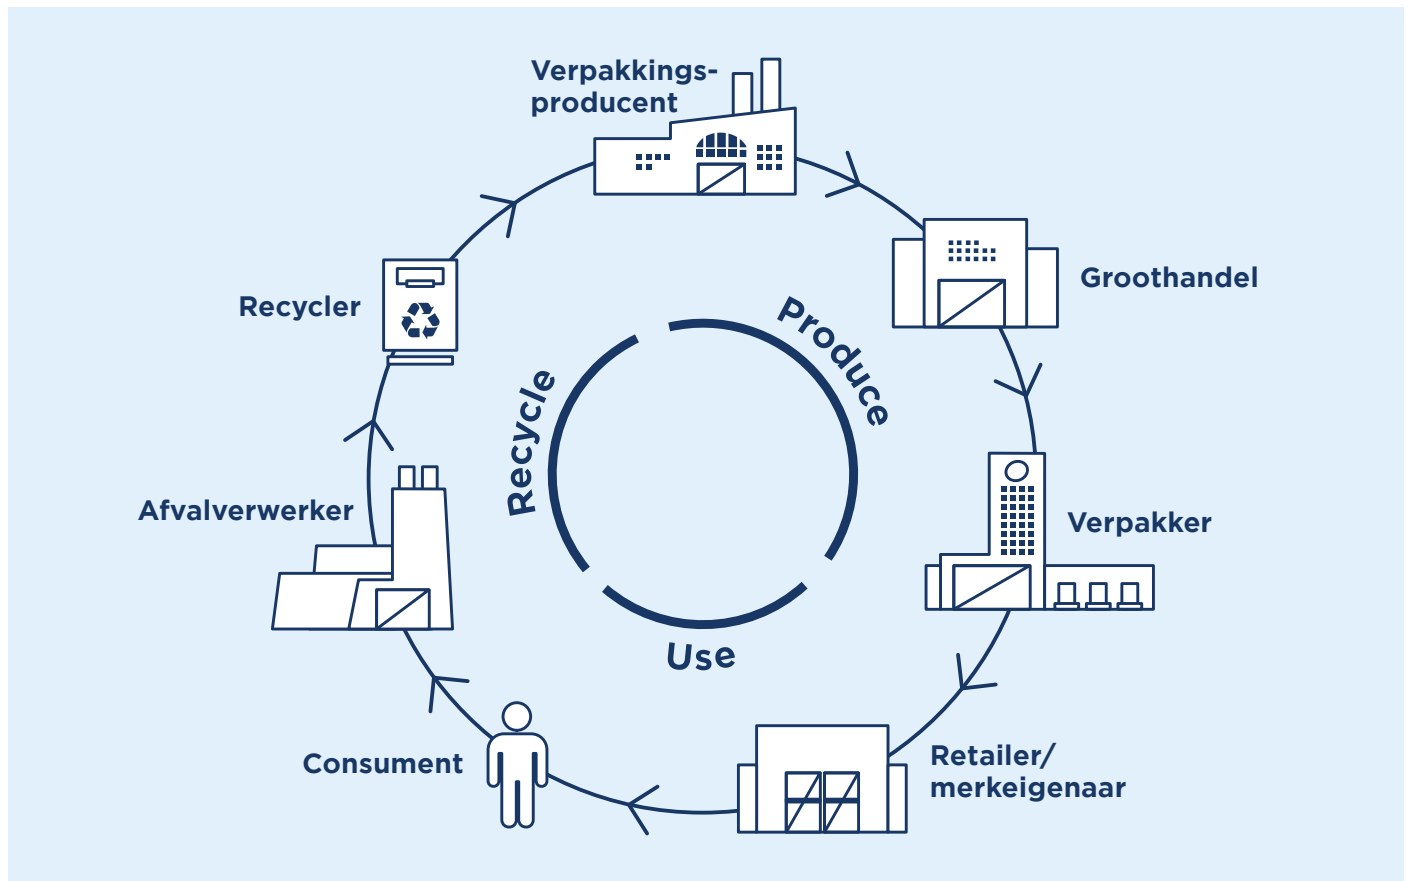 Verpakkings-
producent
Groothandel
Verpakker
Retailer/
merkeigenaar
Consument
Afvalverwerker
Recycler
Produce
Use
Recycle